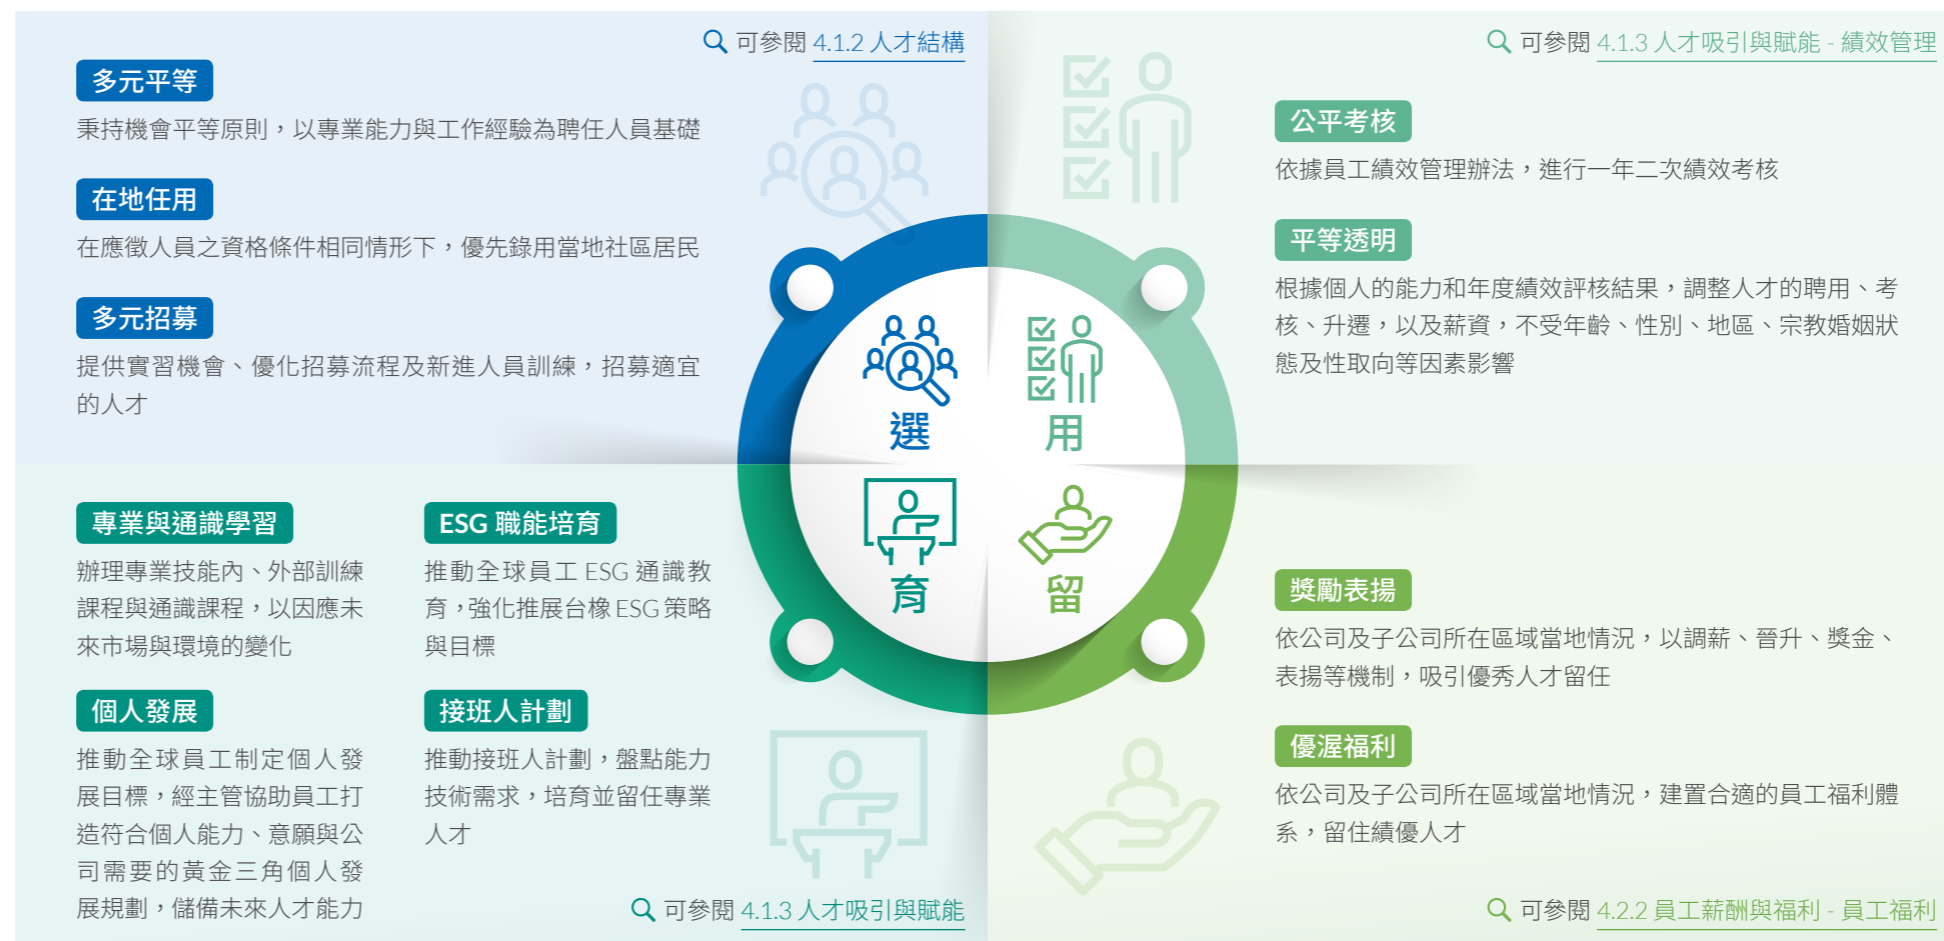 可參閱 4.1.2 人才結構
多元平等
秉持機會平等原則，以專業能力與工作經驗為聘任人員基礎
在地任用
在應徵人員之資格條件相同情形下，優先錄用當地社區居民
多元招募
提供實習機會、優化招募流程及新進人員訓練，招募適宜
的人才
選
可參閱 4.1.3 人才吸引與賦能 - 績效管理
公平考核
依據員工績效管理辦法，進行一年二次績效考核
平等透明
根據個人的能力和年度績效評核結果，調整人才的聘用、考
核、升遷，以及薪資，不受年齡、性別、地區、宗教婚姻狀
態及性取向等因素影響
用
專業與通識學習
辦理專業技能內、外部訓練
課程與通識課程，以因應未
來市場與環境的變化
ESG 職能培育
推動全球員工 ESG 通識教
育，強化推展台橡 ESG 策略
與目標
個人發展
推動全球員工制定個人發
展目標，經主管協助員工打
造符合個人能力、意願與公
司需要的黃金三角個人發
展規劃，儲備未來人才能力
接班人計劃
推動接班人計劃，盤點能力
技術需求，培育並留任專業
人才
育
可參閱 4.1.3 人才吸引與賦能
留
獎勵表揚
依公司及子公司所在區域當地情況，以調薪、晉升、獎金、
表揚等機制，吸引優秀人才留任
優渥福利
依公司及子公司所在區域當地情況，建置合適的員工福利體
系，留住績優人才
可參閱 4.2.2 員工薪酬與福利 - 員工福利